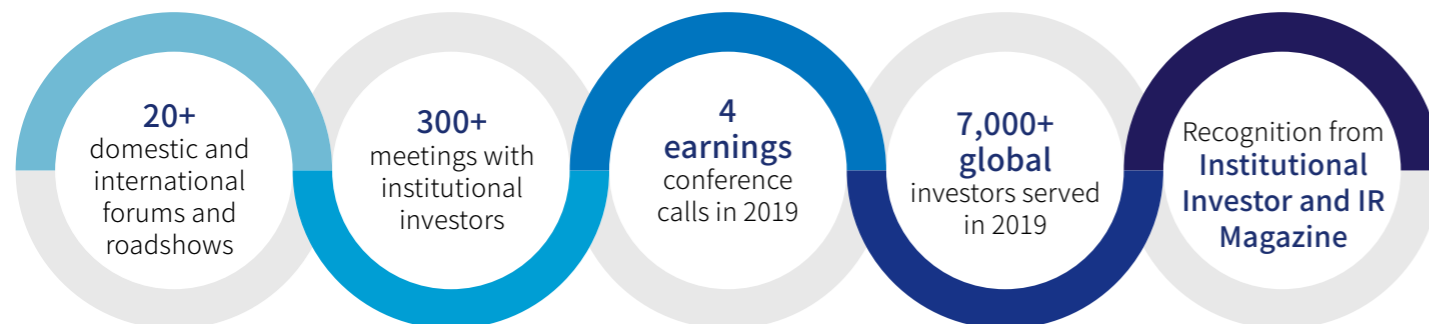 20+
domestic and
international
forums and
roadshows
300+
meetings with
institutional
investors
4
earnings
conference
calls in 2019
7,000+
global
investors served
in 2019
Recognition from
Institutional
Investor and IR
Magazine